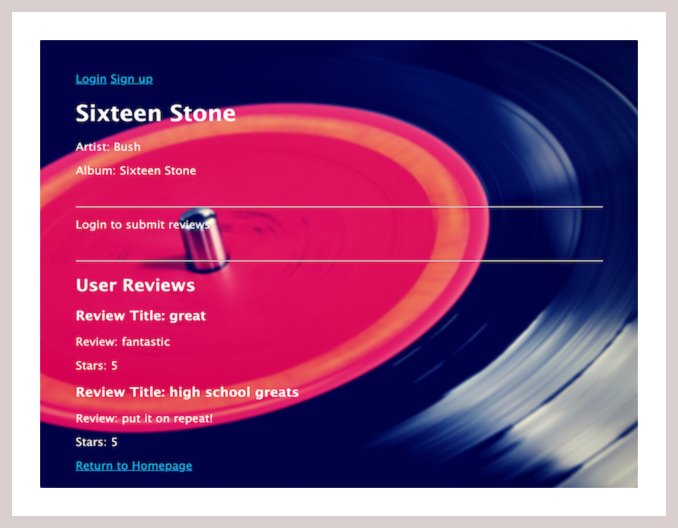 Login Sign up
Sixteen Stone
Artist: Bush
Album: Sixteen Stone
Login to submit reviews
User Reviews
Review Title: great
Review: fantastic
Stars: 5
Review Title: high school greats
Review: put it on repeat!
Stars: 5
Return to Homepage